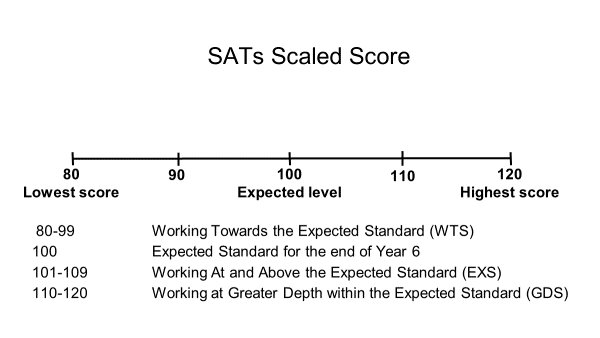 SATs Scaled Score
80 90 100 110 120
Lowest score Expected level Highest score
80-99 Working Towards the Expected Standard (WTS)
100 Expected Standard for the end of Year 6
101-109 Working At and Above the Expected Standard (EXS)
110-120 Working at Greater Depth within the Expected Standard (GDS)